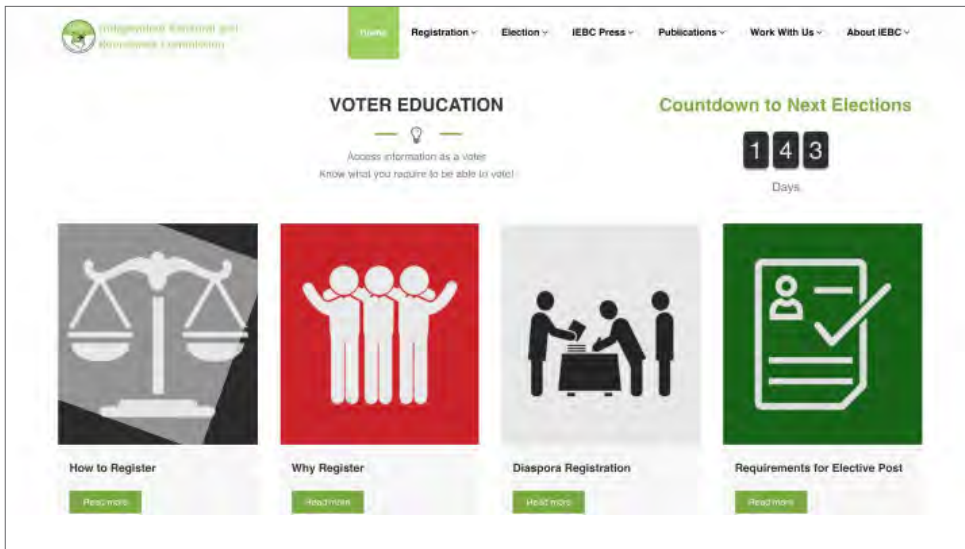 Independent Electoral and
Boundaries Commission
Home
Registration
Election
IEBC Press
Publications
Work With Us
About IEBC
VOTER EDUCATION
Access information as a voter
Know what you require to be able to vote!
Countdown to Next Elections
1 4 3
Days
How to Register
Read more
Why Register
Read more
Diaspora Registration
Read more
Requirements for Elective Post
Read more